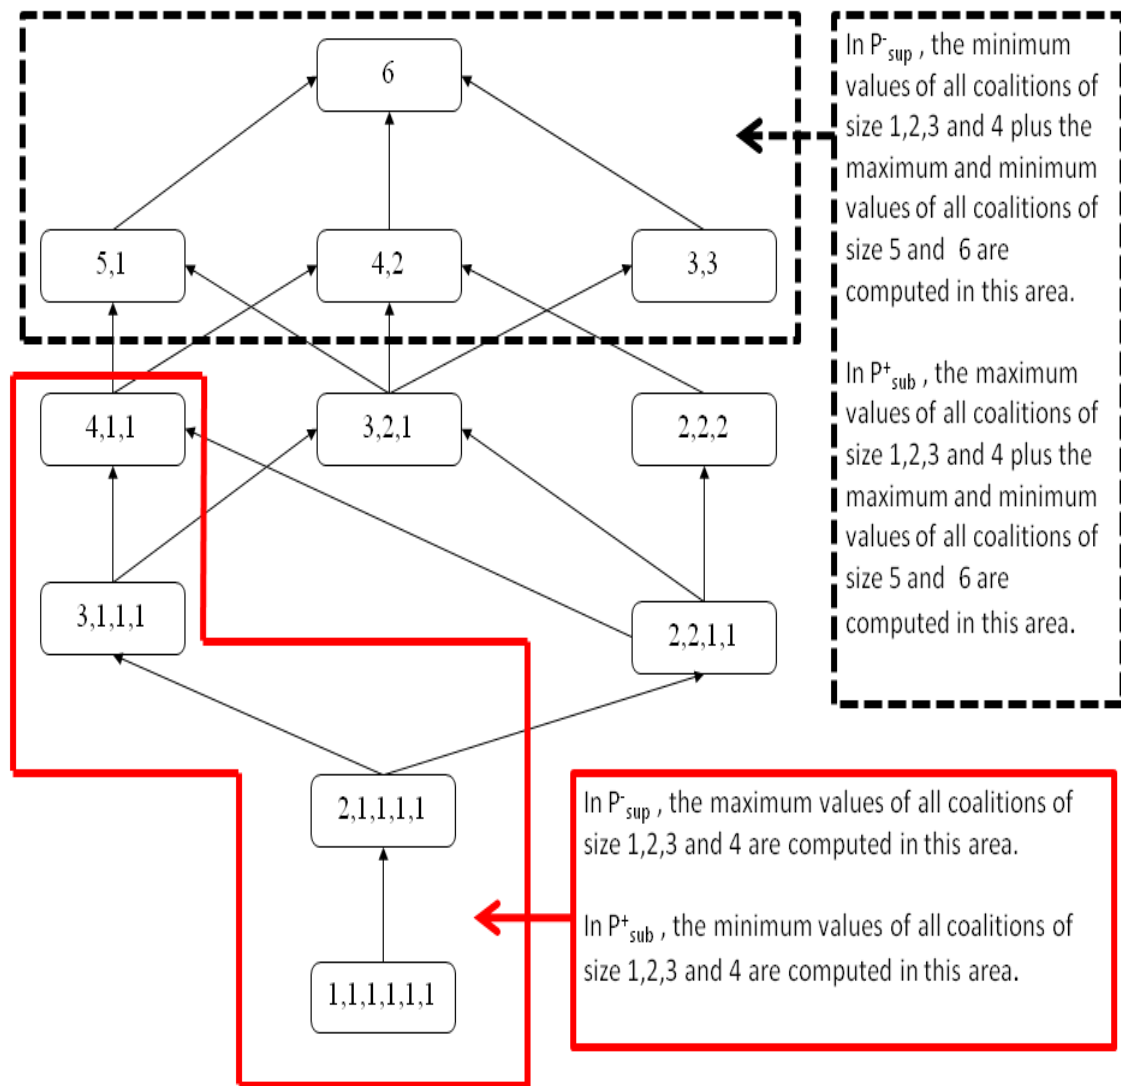 6
5,1
4,2
3,3
4,1,1
3,2,1
2,2,2
3,1,1,1
2,2,1,1
2,1,1,1,1
1,1,1,1,1,1
In P-sup , the minimum
values of all coalitions of
size 1,2,3 and 4 plus the
maximum and minimum
values of all coalitions of
size 5 and 6 are
computed in this area.
In P+sub , the maximum
values of all coalitions of
size 1,2,3 and 4 plus the
maximum and minimum
values of all coalitions of
size 5 and 6 are
computed in this area.
In P-sup , the maximum values of all coalitions of
size 1,2,3 and 4 are computed in this area.
In P+sub , the minimum values of all coalitions of
size 1,2,3 and 4 are computed in this area.